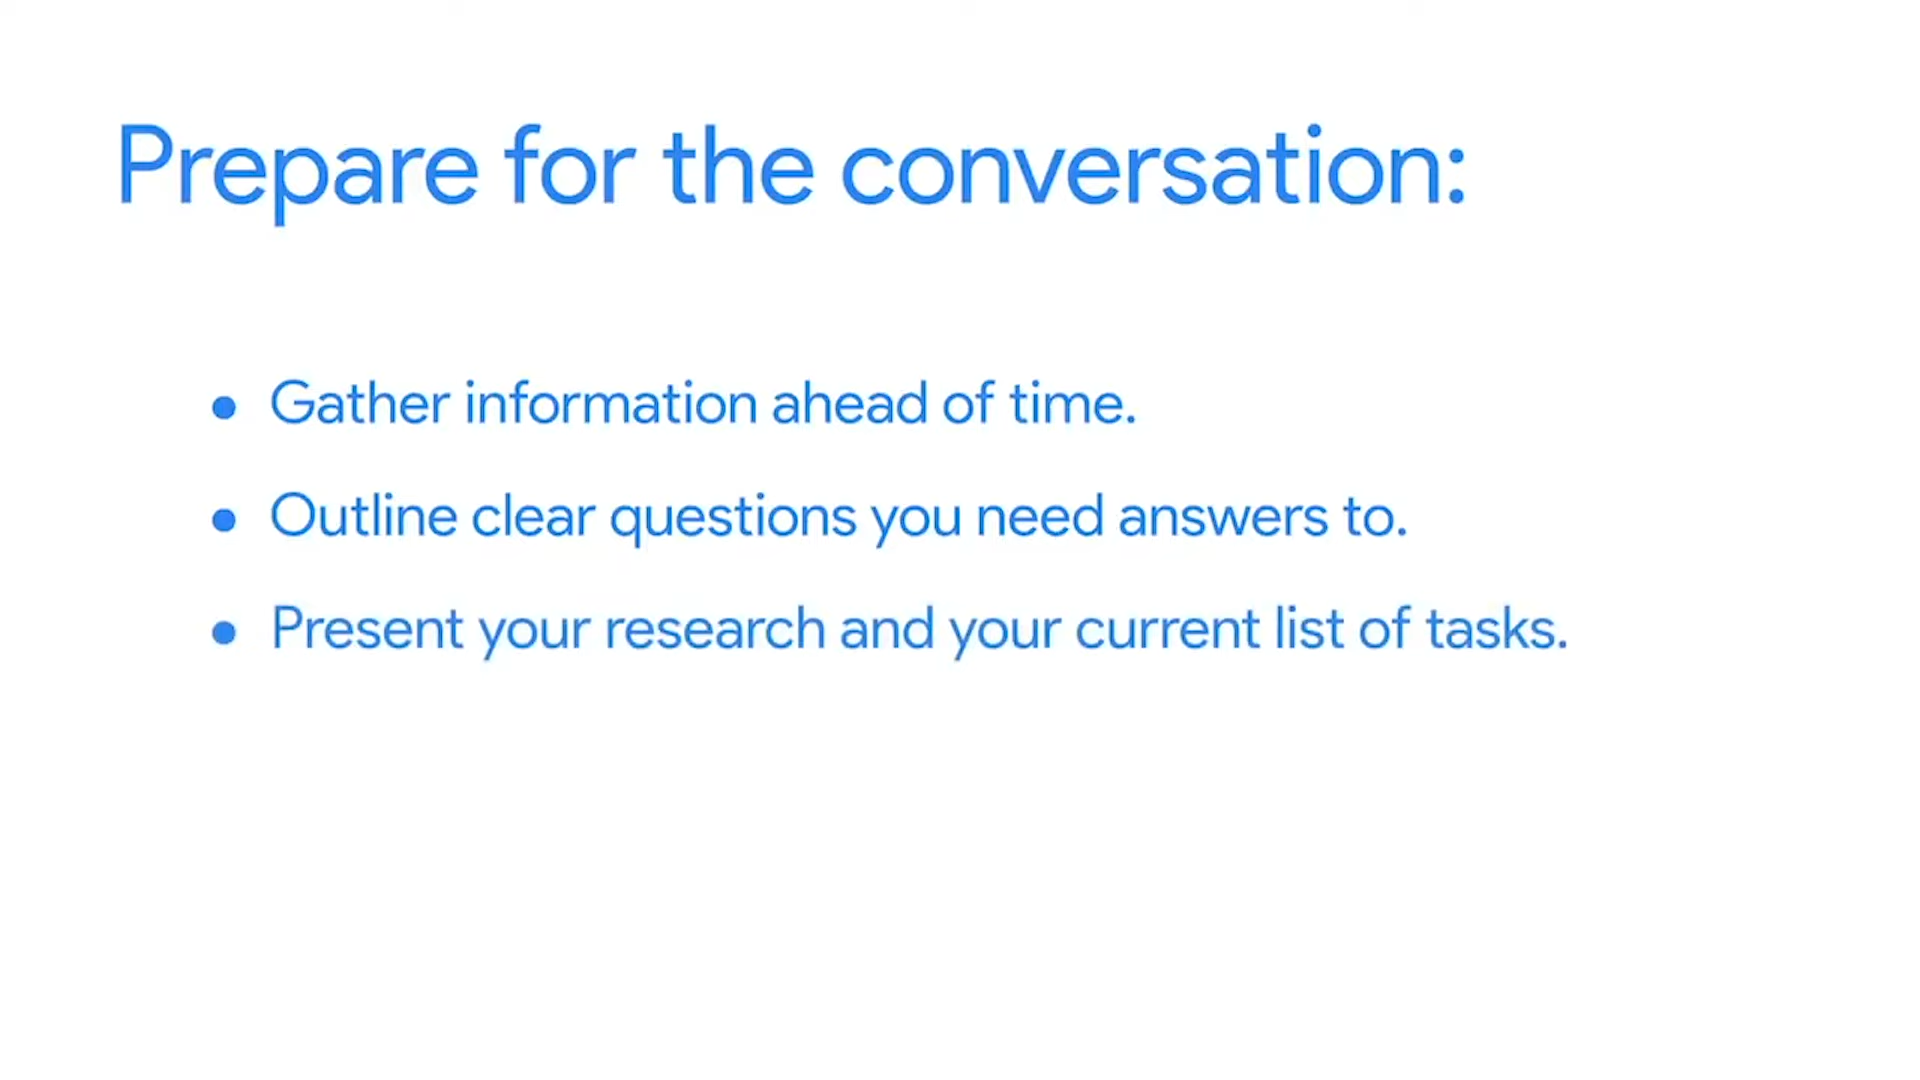 Prepare for the conversation:
● Gather information ahead of time.
● Outline clear questions you need answers to.
● Present your research and your current list of tasks.